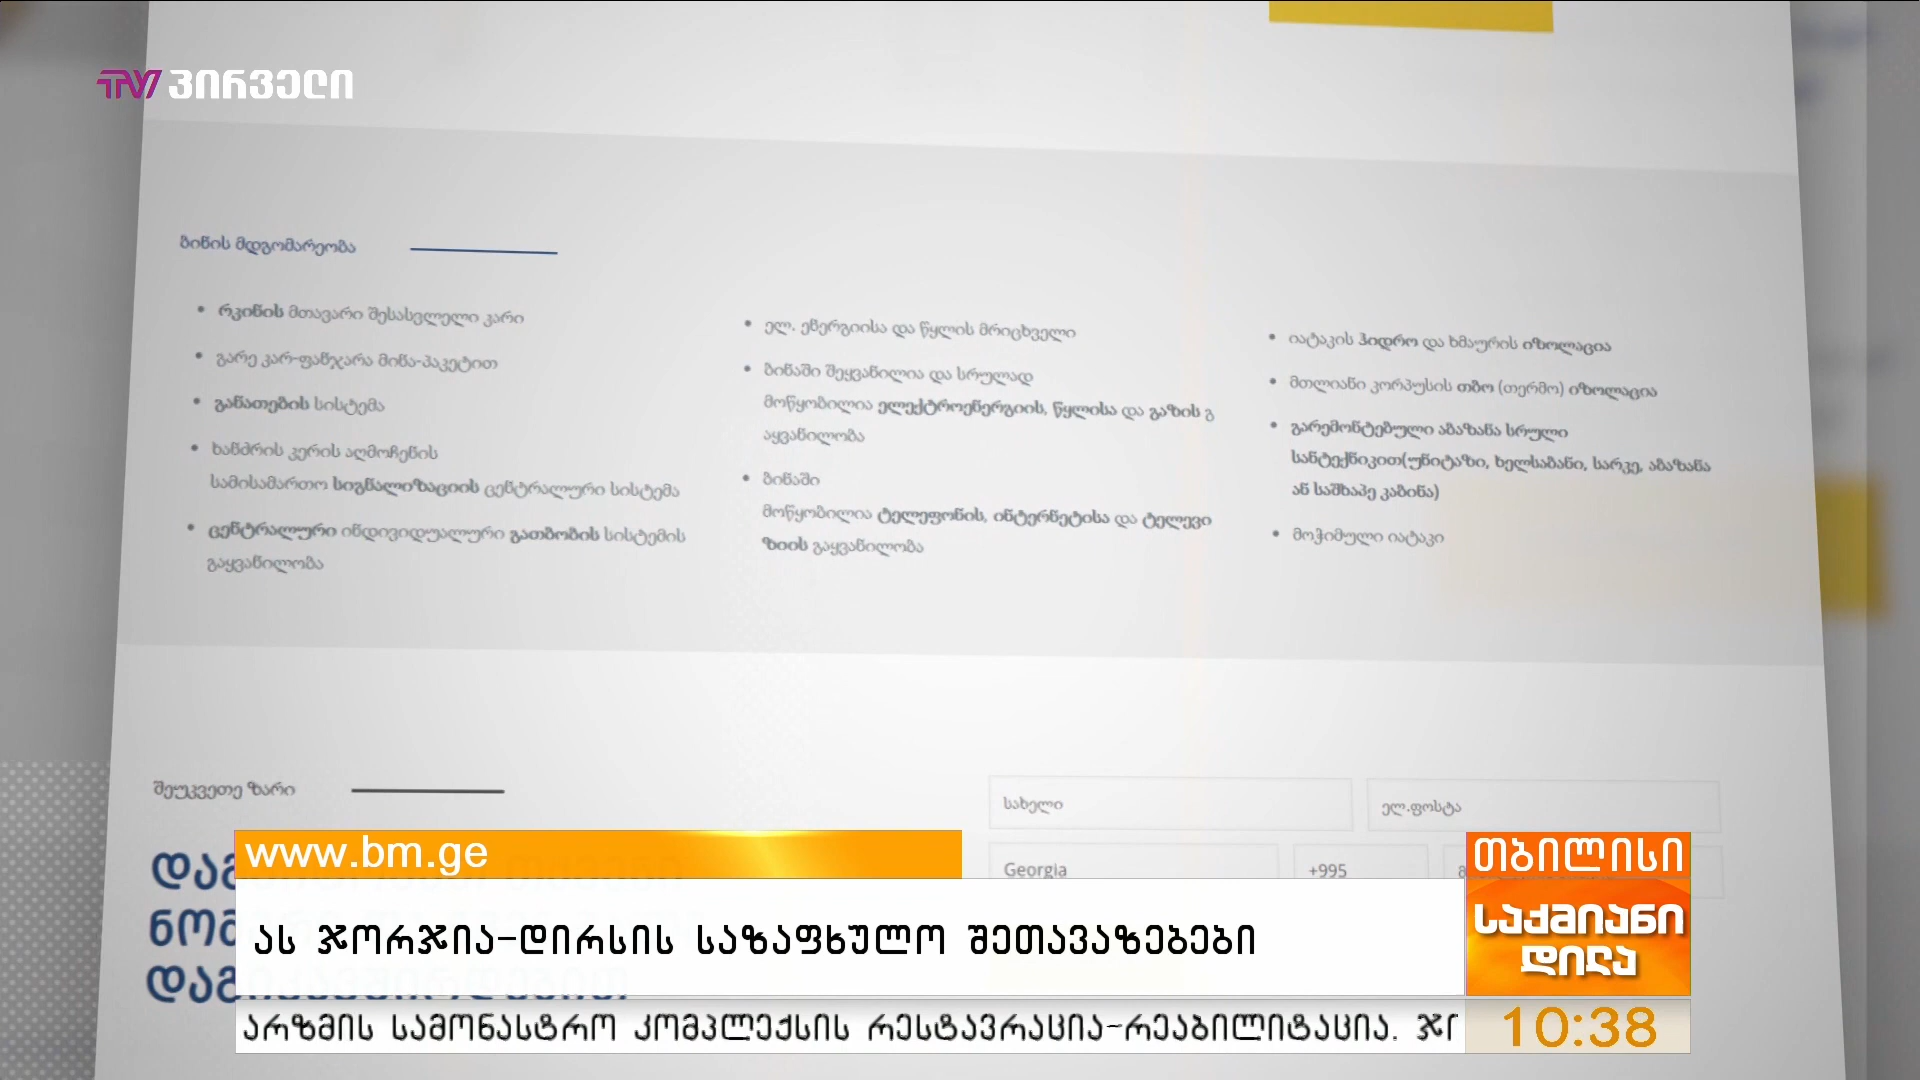 TV პირველი
ბინის მდგომარეობა
რკინის მთავარი შესასვლელი კარი
გარე კარ-ფანჯარა მინა-პაკეტით
განათების სისტემა
ხანძრის კერის აღმოჩენის
სამისამართო სიგნალიზაციის ცენტრალური სისტემა
ცენტრალური ინდივიდუალური გათბობის სისტემის
გაყვანილობა
ელ. ენერგიისა და წყლის მრიცხველი
ბინაში შეყვანილია და სრულად
მოწყობილია ელექტროენერგიის, წყლისა და გაზის გ
აყვანილობა
ბინაში
მოწყობილია ტელეფონის, ინტერნეტისა და ტელევი
ზიის გაყვანილობა
იატაკის ჰიდრო და ხმაურის იზოლაცია
მთლიანი კორპუსის თბო (თერმო) იზოლაცია
გარემონტებული აბაზანა სრული
სანტექნიკით(უნიტაზი, ხელსაბანი, სარკე, აბაზანა
ან საშხაპე კაბინა)
მოჭიმული იატაკი
შეუკვეთე ზარი
სახელი
ელ.ფოსტა
Georgia
+995
www.bm.ge
თბილისი
ას ჯორჯია-დირსის საზაფხულო შეთავაზებები
საქმიანი
დილა
არზმის სამონასტრო კომპლექსის რესტავრაცია-რეაბილიტაცია. ჯი
10:38